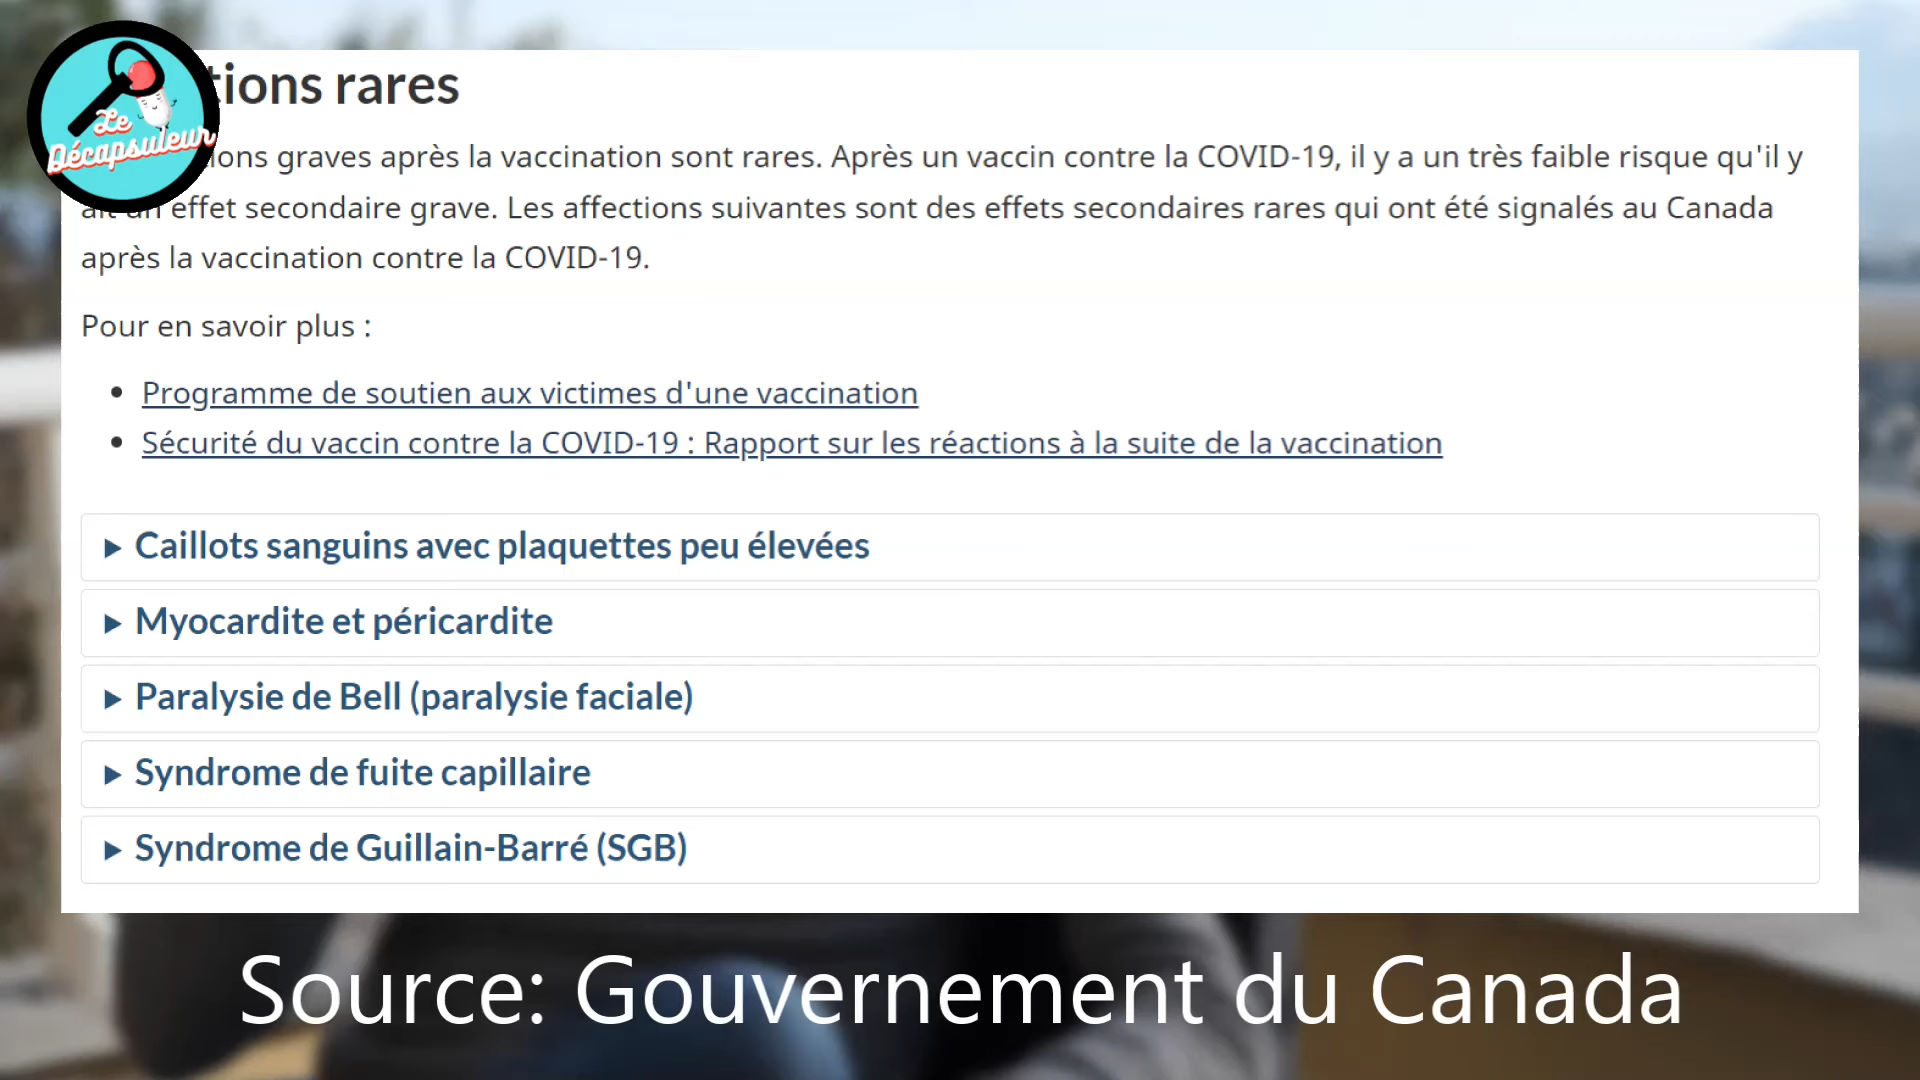 Le
Décapsuleur
tions rares
ions graves après la vaccination sont rares. Après un vaccin contre la COVID-19, il y a un très faible risque qu'il y
ait un effet secondaire grave. Les affections suivantes sont des effets secondaires rares qui ont été signalés au Canada
après la vaccination contre la COVID-19.
Pour en savoir plus :
• Programme de soutien aux victimes d'une vaccination
• Sécurité du vaccin contre la COVID-19 : Rapport sur les réactions à la suite de la vaccination
▶ Caillots sanguins avec plaquettes peu élevées
▶ Myocardite et péricardite
▶ Paralysie de Bell (paralysie faciale)
▶ Syndrome de fuite capillaire
▶ Syndrome de Guillain-Barré (SGB)
Source: Gouvernement du Canada